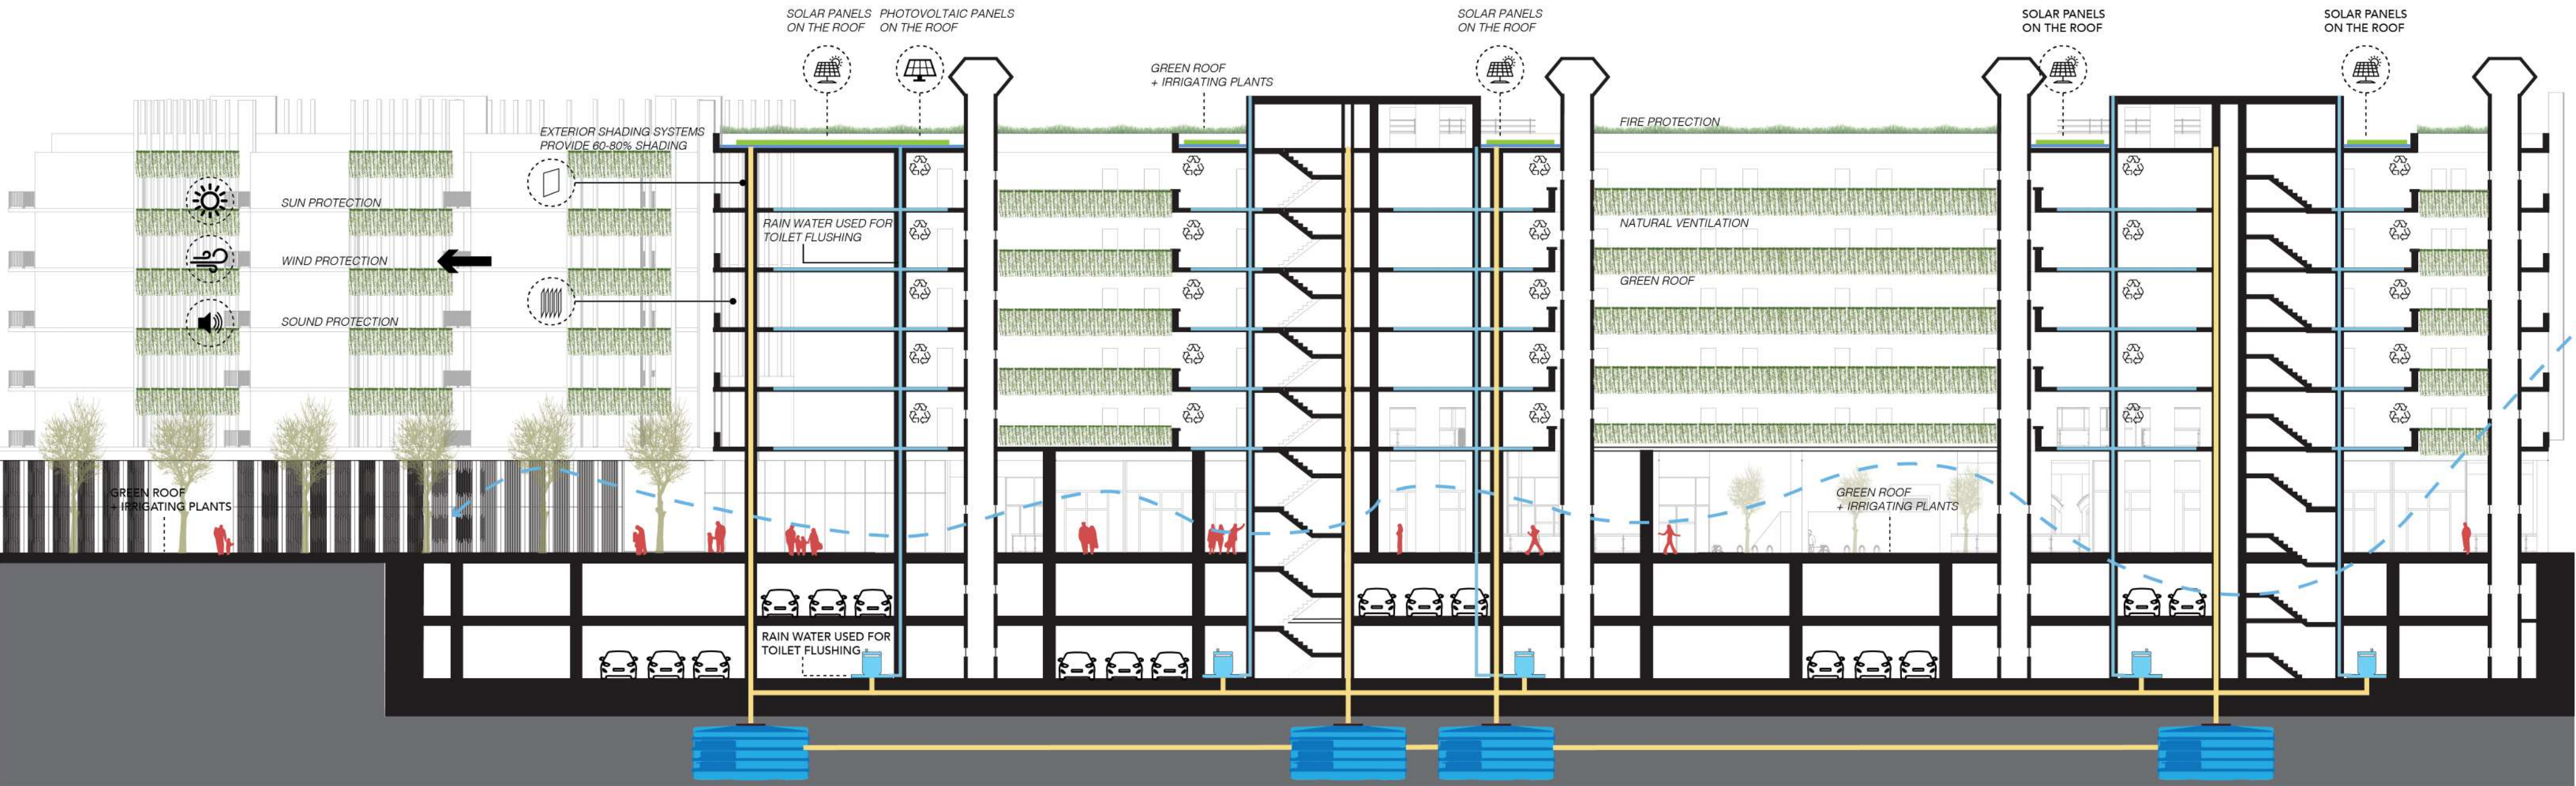 SOLAR PANELS
ON THE ROOF
PHOTOVOLTAIC PANELS
ON THE ROOF
SOLAR PANELS
ON THE ROOF
SOLAR PANELS
ON THE ROOF
SOLAR PANELS
ON THE ROOF
GREEN ROOF
+ IRRIGATING PLANTS
FIRE PROTECTION
EXTERIOR SHADING SYSTEMS
PROVIDE 60-80% SHADING
SUN PROTECTION
RAIN WATER USED FOR
TOILET FLUSHING
NATURAL VENTILATION
WIND PROTECTION
GREEN ROOF
SOUND PROTECTION
GREEN ROOF
+ IRRIGATING PLANTS
GREEN ROOF
+ IRRIGATING PLANTS
RAIN WATER USED FOR
TOILET FLUSHING